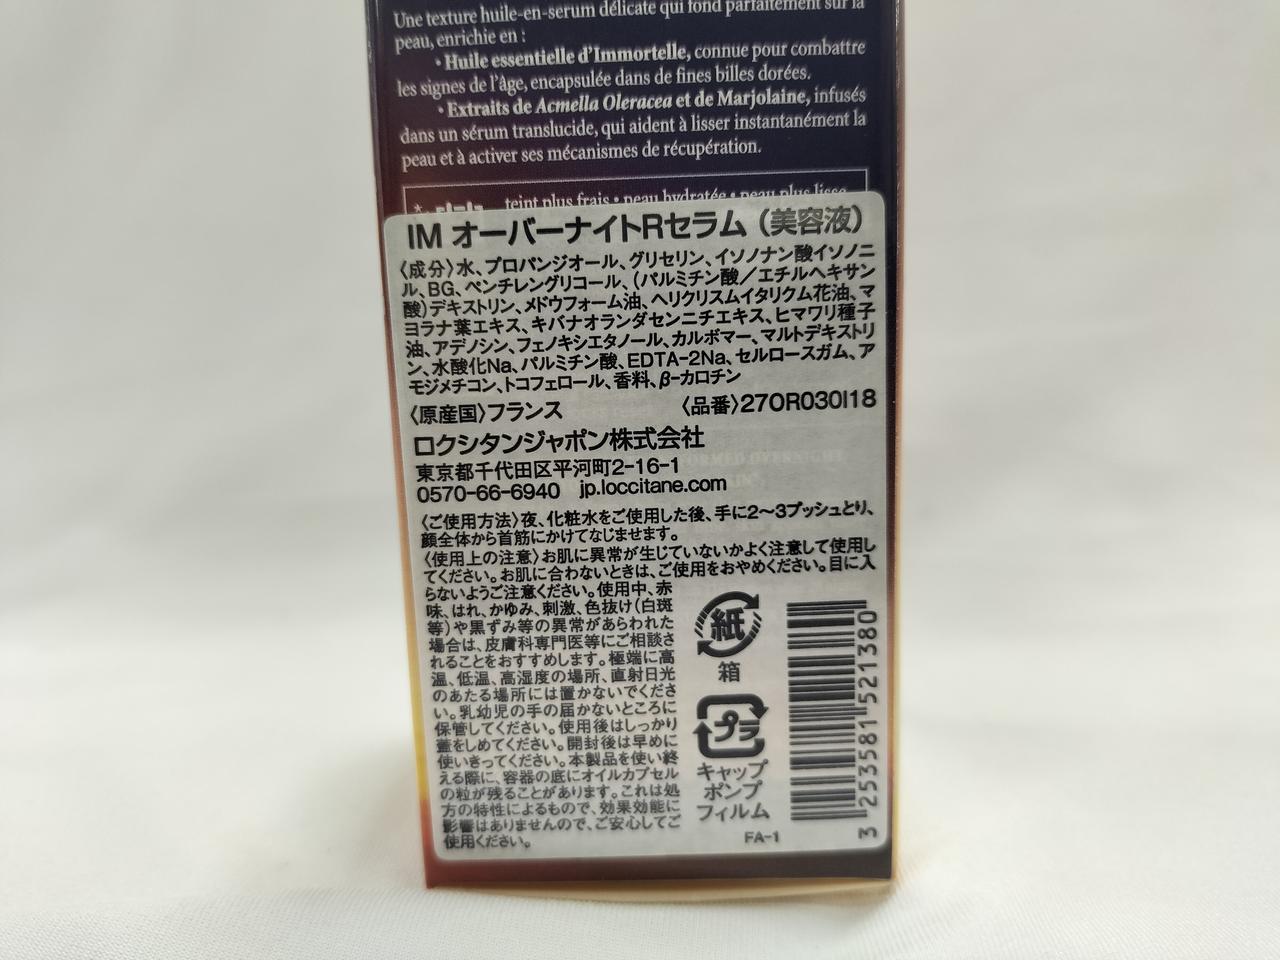 Une texture huile-en-serum délicate qui fond parfaitement sur la
peau, enrichie en :
• Huile essentielle d'Immortelle, connue pour combattre
les signes de l'âge, encapsulée dans de fines billes dorées.
• Extraits de Acmella Oleracea et de Marjolaine, infusés
dans un sérum translucide, qui aident à lisser instantanément la
peau et à activer ses mécanismes de récupération.
teint plus frais • peau hydratée • peau plus lisse
IM オーバーナイトRセラム（美容液）
〈成分〉水、プロパンジオール、グリセリン、イソノナン酸イソノニ
ル、BG、ペンチレングリコール、（パルミチン酸／エチルヘキサン
酸）デキストリン、メドウフォーム油、ヘリクリスムイタリクム花油、マ
ヨラナ葉エキス、キバナオランダセンニチエキス、ヒマワリ種子
油、アデノシン、フェノキシエタノール、カルボマー、マルトデキストリ
ン、水酸化Na、パルミチン酸、EDTA-2Na、セルロースガム、ア
モジメチコン、トコフェロール、香料、β-カロチン
〈原産国〉フランス 〈品番〉27OR030I18
ロクシタンジャポン株式会社
東京都千代田区平河町2-16-1
0570-66-6940 jp.loccitane.com
〈ご使用方法〉夜、化粧水をご使用した後、手に2〜3プッシュとり、
顔全体から首筋にかけてなじませます。
〈使用上の注意〉お肌に異常が生じていないかよく注意して使用し
てください。お肌に合わないときは、ご使用をおやめください。目に入
らないようご注意ください。使用中、赤
味、はれ、かゆみ、刺激、色抜け（白斑
等）や黒ずみ等の異常があらわれた
場合は、皮膚科専門医等にご相談さ
れることをおすすめします。極端に高
温、低温、高湿度の場所、直射日光
のあたる場所には置かないでくださ
い。乳幼児の手の届かないところに
保管してください。使用後はしっかり
蓋をしめてください。開封後は早めに
使いきってください。本製品を使い終
える際に、容器の底にオイルカプセル
の粒が残ることがあります。これは処
方の特性によるもので、効果効能に
影響はありませんので、ご安心してご
使用ください。
紙
箱
プラ
キャップ
ポンプ
フィルム
FA-1
3 253581 521380